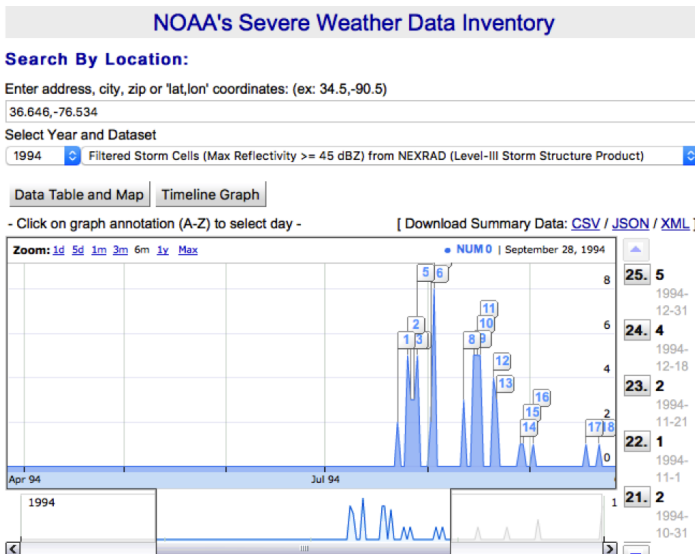 NOAA's Severe Weather Data Inventory
Search By Location:
Enter address, city, zip or 'lat,lon' coordinates: (ex: 34.5,-90.5)
36.646,-76.534
Select Year and Dataset
1994 Filtered Storm Cells (Max Reflectivity >= 45 dBZ) from NEXRAD (Level-III Storm Structure Product)
Data Table and Map Timeline Graph
- Click on graph annotation (A-Z) to select day - [ Download Summary Data: CSV / JSON / XML ]
Zoom: 1d 5d 1m 3m 6m 1y Max
NUM 0 | September 28, 1994
5 6
8
11
2 10
6
1 3 8 9
12
4
13
16
15
2
14 17 18
0
Apr 94 Jul 94
1994 1
25. 5
1994-
12-31
24. 4
1994-
12-18
23. 2
1994-
11-21
22. 1
1994-
11-1
21. 2
1994-
10-31